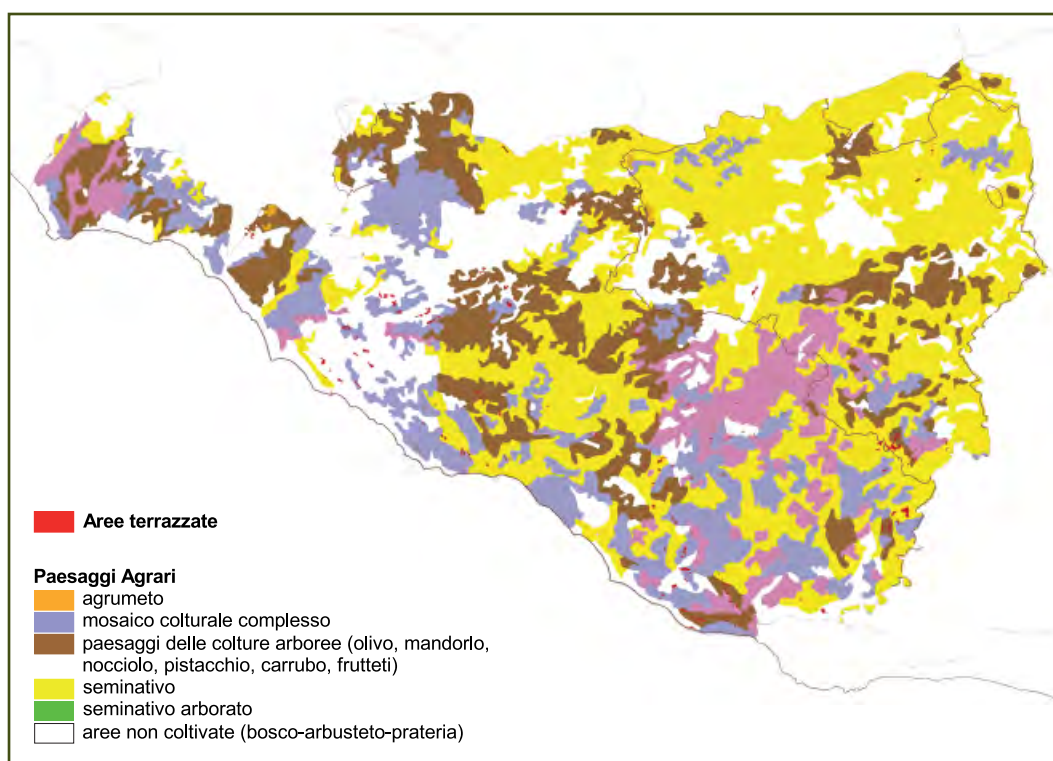 Aree terrazzate
Paesaggi Agrari
agrumeto
mosaico colturale complesso
paesaggi delle colture arboree (olivo, mandorlo,
nocciolo, pistacchio, carrubo, frutteti)
seminativo
seminativo arborato
aree non coltivate (bosco-arbusteto-prateria)